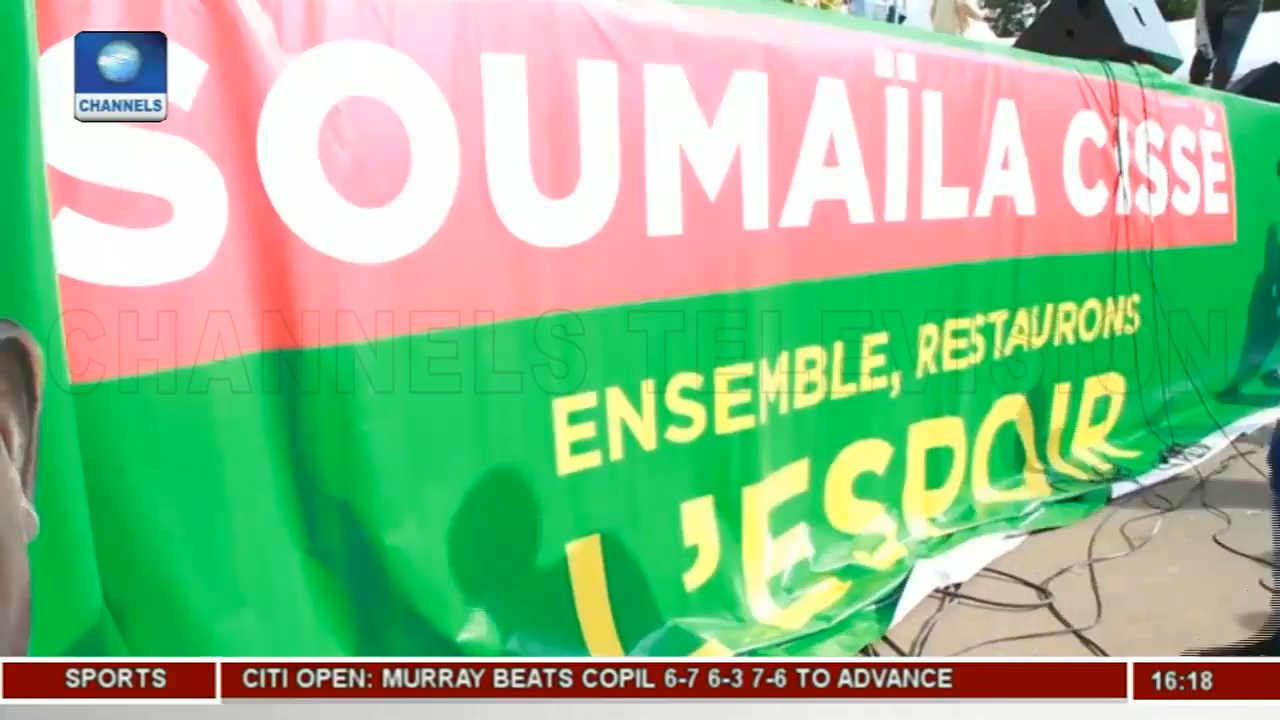 CHANNELS
SOUMAÏLA CISSÉ
CHANNELS TELEVISION
ENSEMBLE, RESTAURONS
L'ESPOIR
SPORTS
CITI OPEN: MURRAY BEATS COPIL 6-7 6-3 7-6 TO ADVANCE
16:18